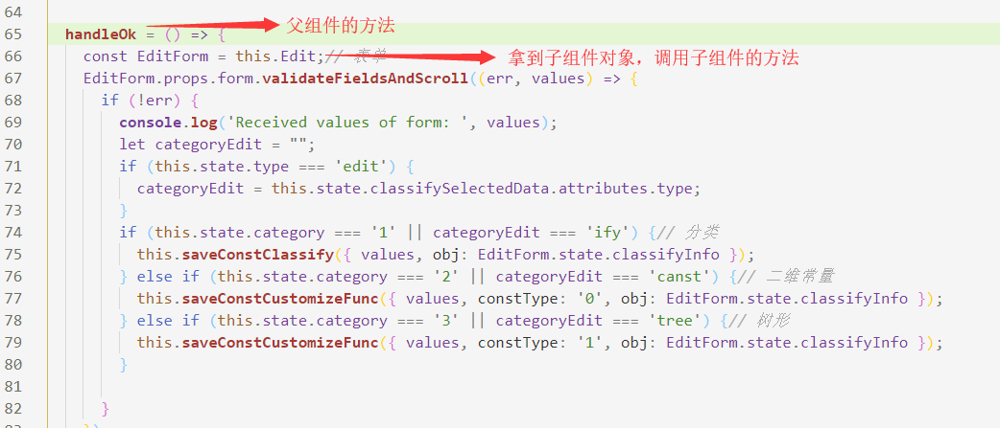 64
65 handleOk = () => { 父组件的方法
66 const EditForm = this.Edit;// 表单 拿到子组件对象，调用子组件的方法
67 EditForm.props.form.validateFieldsAndScroll((err, values) => {
68 if (!err) {
69 console.log('Received values of form: ', values);
70 let categoryEdit = "";
71 if (this.state.type === 'edit') {
72 categoryEdit = this.state.classifySelectedData.attributes.type;
73 }
74 if (this.state.category === '1' || categoryEdit === 'ify') {// 分类
75 this.saveConstClassify({ values, obj: EditForm.state.classifyInfo });
76 } else if (this.state.category === '2' || categoryEdit === 'canst') {// 二维常量
77 this.saveConstCustomizeFunc({ values, constType: '0', obj: EditForm.state.classifyInfo });
78 } else if (this.state.category === '3' || categoryEdit === 'tree') {// 树形
79 this.saveConstCustomizeFunc({ values, constType: '1', obj: EditForm.state.classifyInfo });
80 }
81
82 }